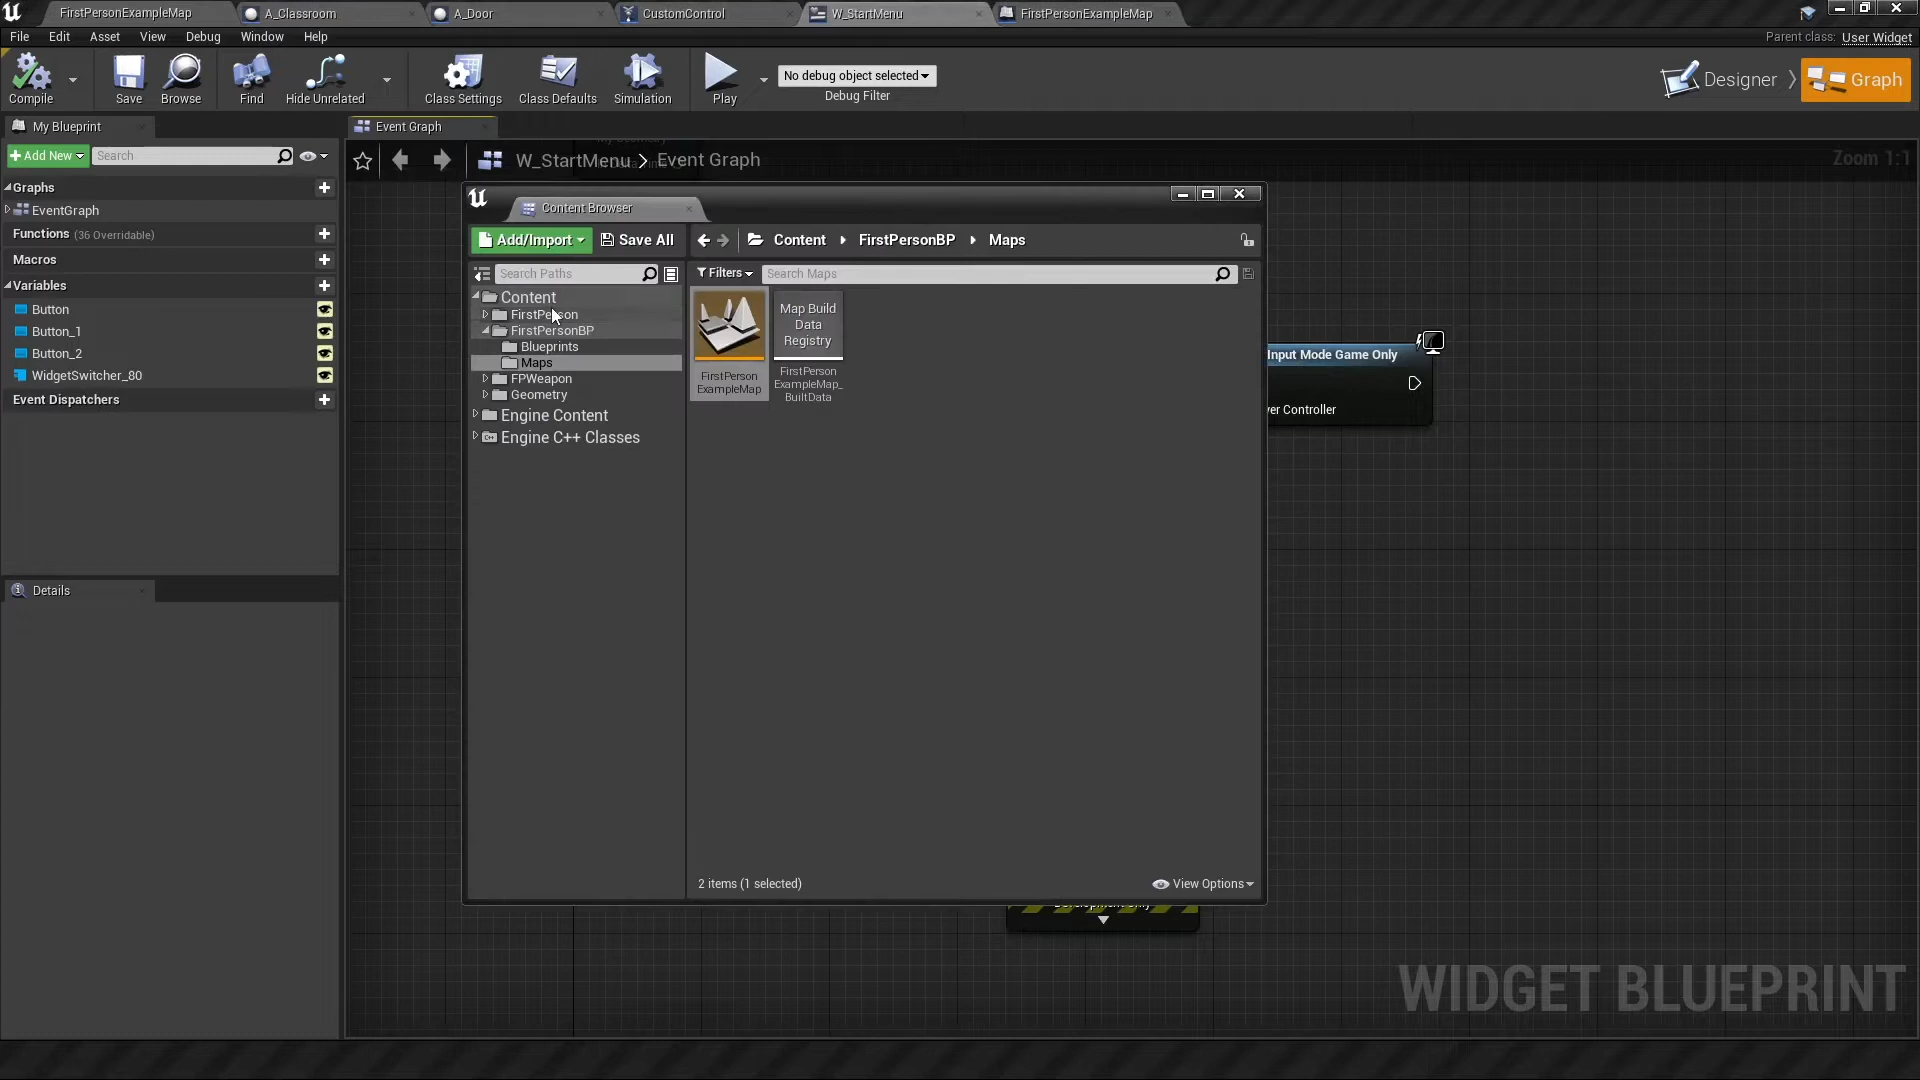 FirstPersonExampleMap
A_Classroom
A_Door
CustomControl
W_StartMenu
FirstPersonExampleMap
File
Edit
Asset
View
Debug
Window
Help
Parent class: User Widget
Compile
Save
Browse
Find
Hide Unrelated
Class Settings
Class Defaults
Simulation
Play
No debug object selected
Debug Filter
Designer
Graph
My Blueprint
Event Graph
Add New
Search
W_StartMenu > Event Graph
Zoom 1:1
Graphs
EventGraph
Functions (36 Overridable)
Macros
Variables
Button
Button_1
Button_2
WidgetSwitcher_80
Event Dispatchers
Details
Content Browser
Add/Import
Save All
Content
FirstPersonBP
Maps
Search Paths
Filters
Search Maps
Content
FirstPerson
FirstPersonBP
Blueprints
Maps
FPWeapon
Geometry
Engine Content
Engine C++ Classes
FirstPerson
ExampleMap
Map Build
Data
Registry
FirstPerson
ExampleMap_
BuiltData
2 items (1 selected)
View Options
Input Mode Game Only
er Controller
WIDGET BLUEPRINT